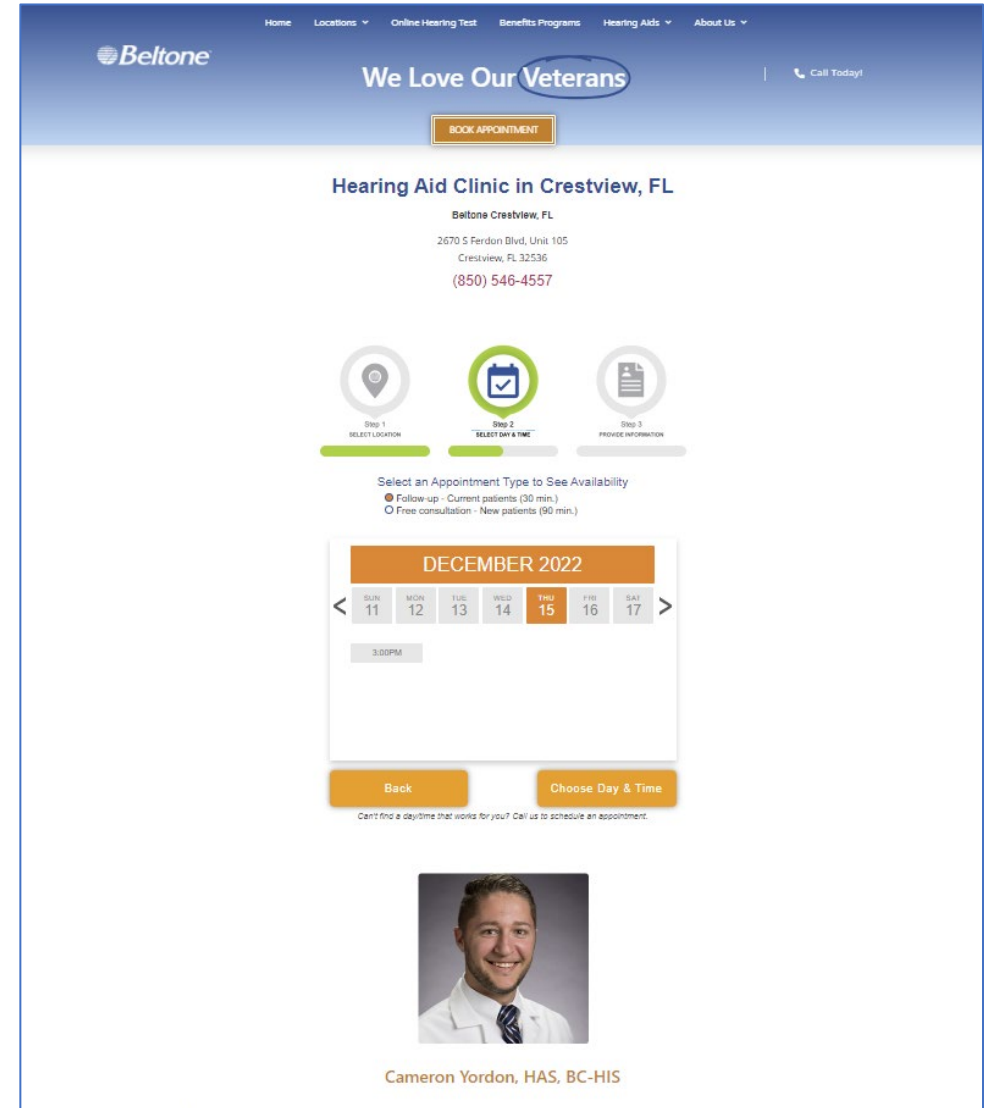 Home Locations Online Hearing Test Benefits Programs Hearing Aids About Us
Beltone
We Love Our Veterans
Call Today!
BOOK APPOINTMENT
Hearing Aid Clinic in Crestview, FL
Beltone Crestview, FL
2670 S Ferdon Blvd, Unit 105
Crestview, FL 32536
(850) 546-4557
Step 1
SELECT LOCATION
Step 2
SELECT DAY & TIME
Step 3
PROVIDE INFORMATION
Select an Appointment Type to See Availability
Follow-up - Current patients (30 min.)
Free consultation - New patients (90 min.)
DECEMBER 2022
< SUN MON TUE WED THU FRI SAT >
11 12 13 14 15 16 17
3:00PM
Back
Choose Day & Time
Can't find a day/time that works for you? Call us to schedule an appointment.
Cameron Yordon, HAS, BC-HIS